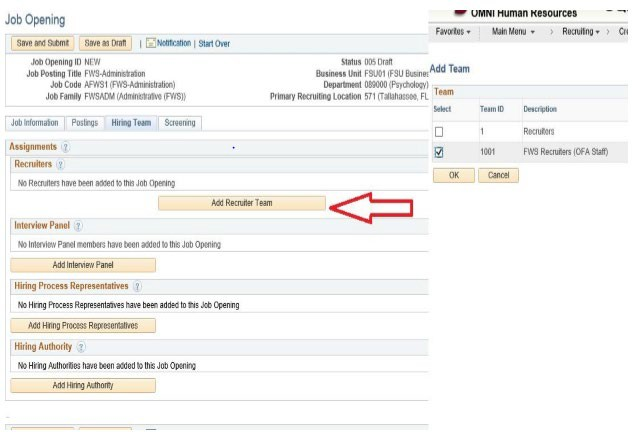 Job Opening
Save and Submit Save as Draft | Notification | Start Over
Job Opening ID NEW Status 005 Draft
Job Posting Title FWS-Administration Business Unit FSU01 (FSU Busines
Job Code AFWS1 (FWS-Administration) Department 089000 (Psychology)
Job Family FWSADM (Administrative (FWS)) Primary Recruiting Location 571 (Tallahassee, FL
Job Information Postings Hiring Team Screening
Assignments
Recruiters
No Recruiters have been added to this Job Opening
Add Recruiter Team
Interview Panel
No Interview Panel members have been added to this Job Opening
Add Interview Panel
Hiring Process Representatives
No Hiring Process Representatives have been added to this Job Opening
Add Hiring Process Representatives
Hiring Authority
No Hiring Authorities have been added to this Job Opening
Add Hiring Authority
OMNI Human Resources
Favorites Main Menu > Recruiting > Cre
Add Team
Team
Select Team ID Description
1 Recruiters
1001 FWS Recruiters (OFA Staff)
OK Cancel